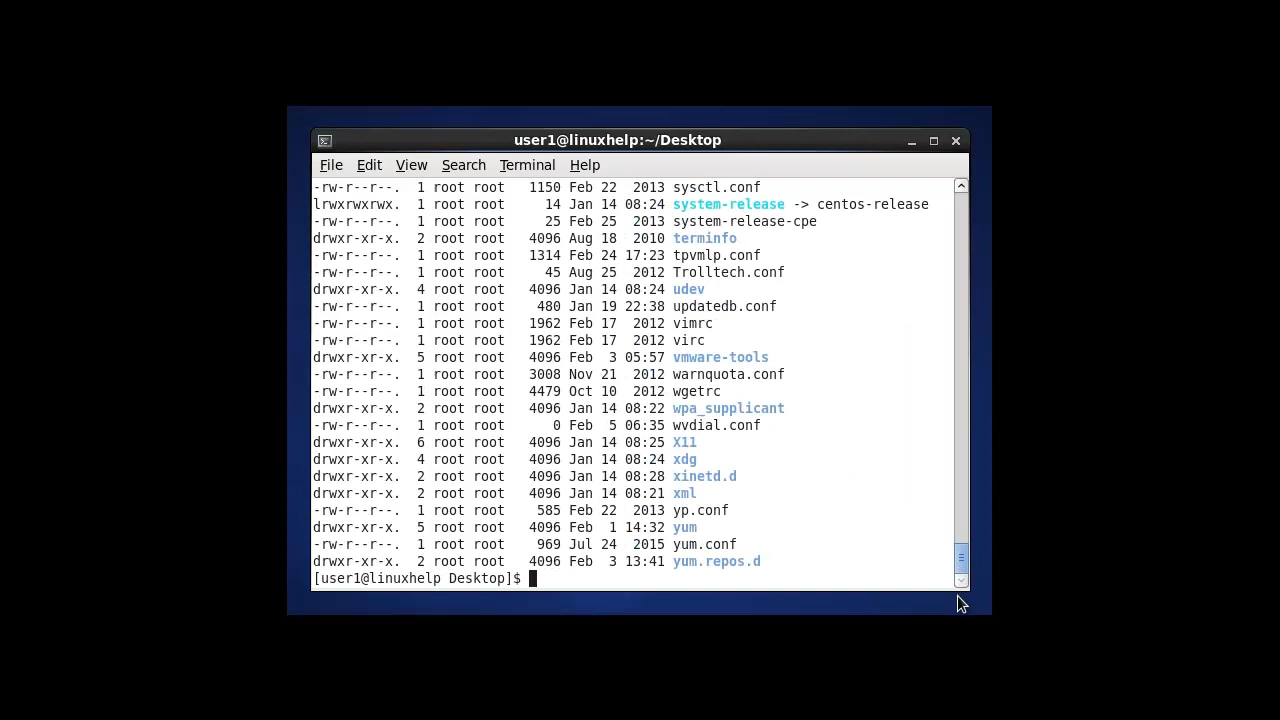 user1@linuxhelp:~/Desktop
File Edit View Search Terminal Help
-rw-r--r--.  1 root root   1150 Feb 22  2013 sysctl.conf
lrwxrwxrwx.  1 root root     14 Jan 14 08:24 system-release -> centos-release
-rw-r--r--.  1 root root     25 Feb 25  2013 system-release-cpe
drwxr-xr-x.  2 root root   4096 Aug 18  2010 terminfo
-rw-r--r--.  1 root root   1314 Feb 24 17:23 tpvmlp.conf
-rw-r--r--.  1 root root     45 Aug 25  2012 Trolltech.conf
drwxr-xr-x.  4 root root   4096 Jan 14 08:24 udev
-rw-r--r--.  1 root root    480 Jan 19 22:38 updatedb.conf
-rw-r--r--.  1 root root   1962 Feb 17  2012 vimrc
-rw-r--r--.  1 root root   1962 Feb 17  2012 virc
drwxr-xr-x.  5 root root   4096 Feb  3 05:57 vmware-tools
-rw-r--r--.  1 root root   3008 Nov 21  2012 warnquota.conf
-rw-r--r--.  1 root root   4479 Oct 10  2012 wgetrc
drwxr-xr-x.  2 root root   4096 Jan 14 08:22 wpa_supplicant
-rw-r--r--.  1 root root      0 Feb  5 06:35 wvdial.conf
drwxr-xr-x.  6 root root   4096 Jan 14 08:25 X11
drwxr-xr-x.  4 root root   4096 Jan 14 08:24 xdg
drwxr-xr-x.  2 root root   4096 Jan 14 08:28 xinetd.d
drwxr-xr-x.  2 root root   4096 Jan 14 08:21 xml
-rw-r--r--.  1 root root    585 Feb 22  2013 yp.conf
drwxr-xr-x.  5 root root   4096 Feb  1 14:32 yum
-rw-r--r--.  1 root root    969 Jul 24  2015 yum.conf
drwxr-xr-x.  2 root root   4096 Feb  3 13:41 yum.repos.d
[user1@linuxhelp Desktop]$